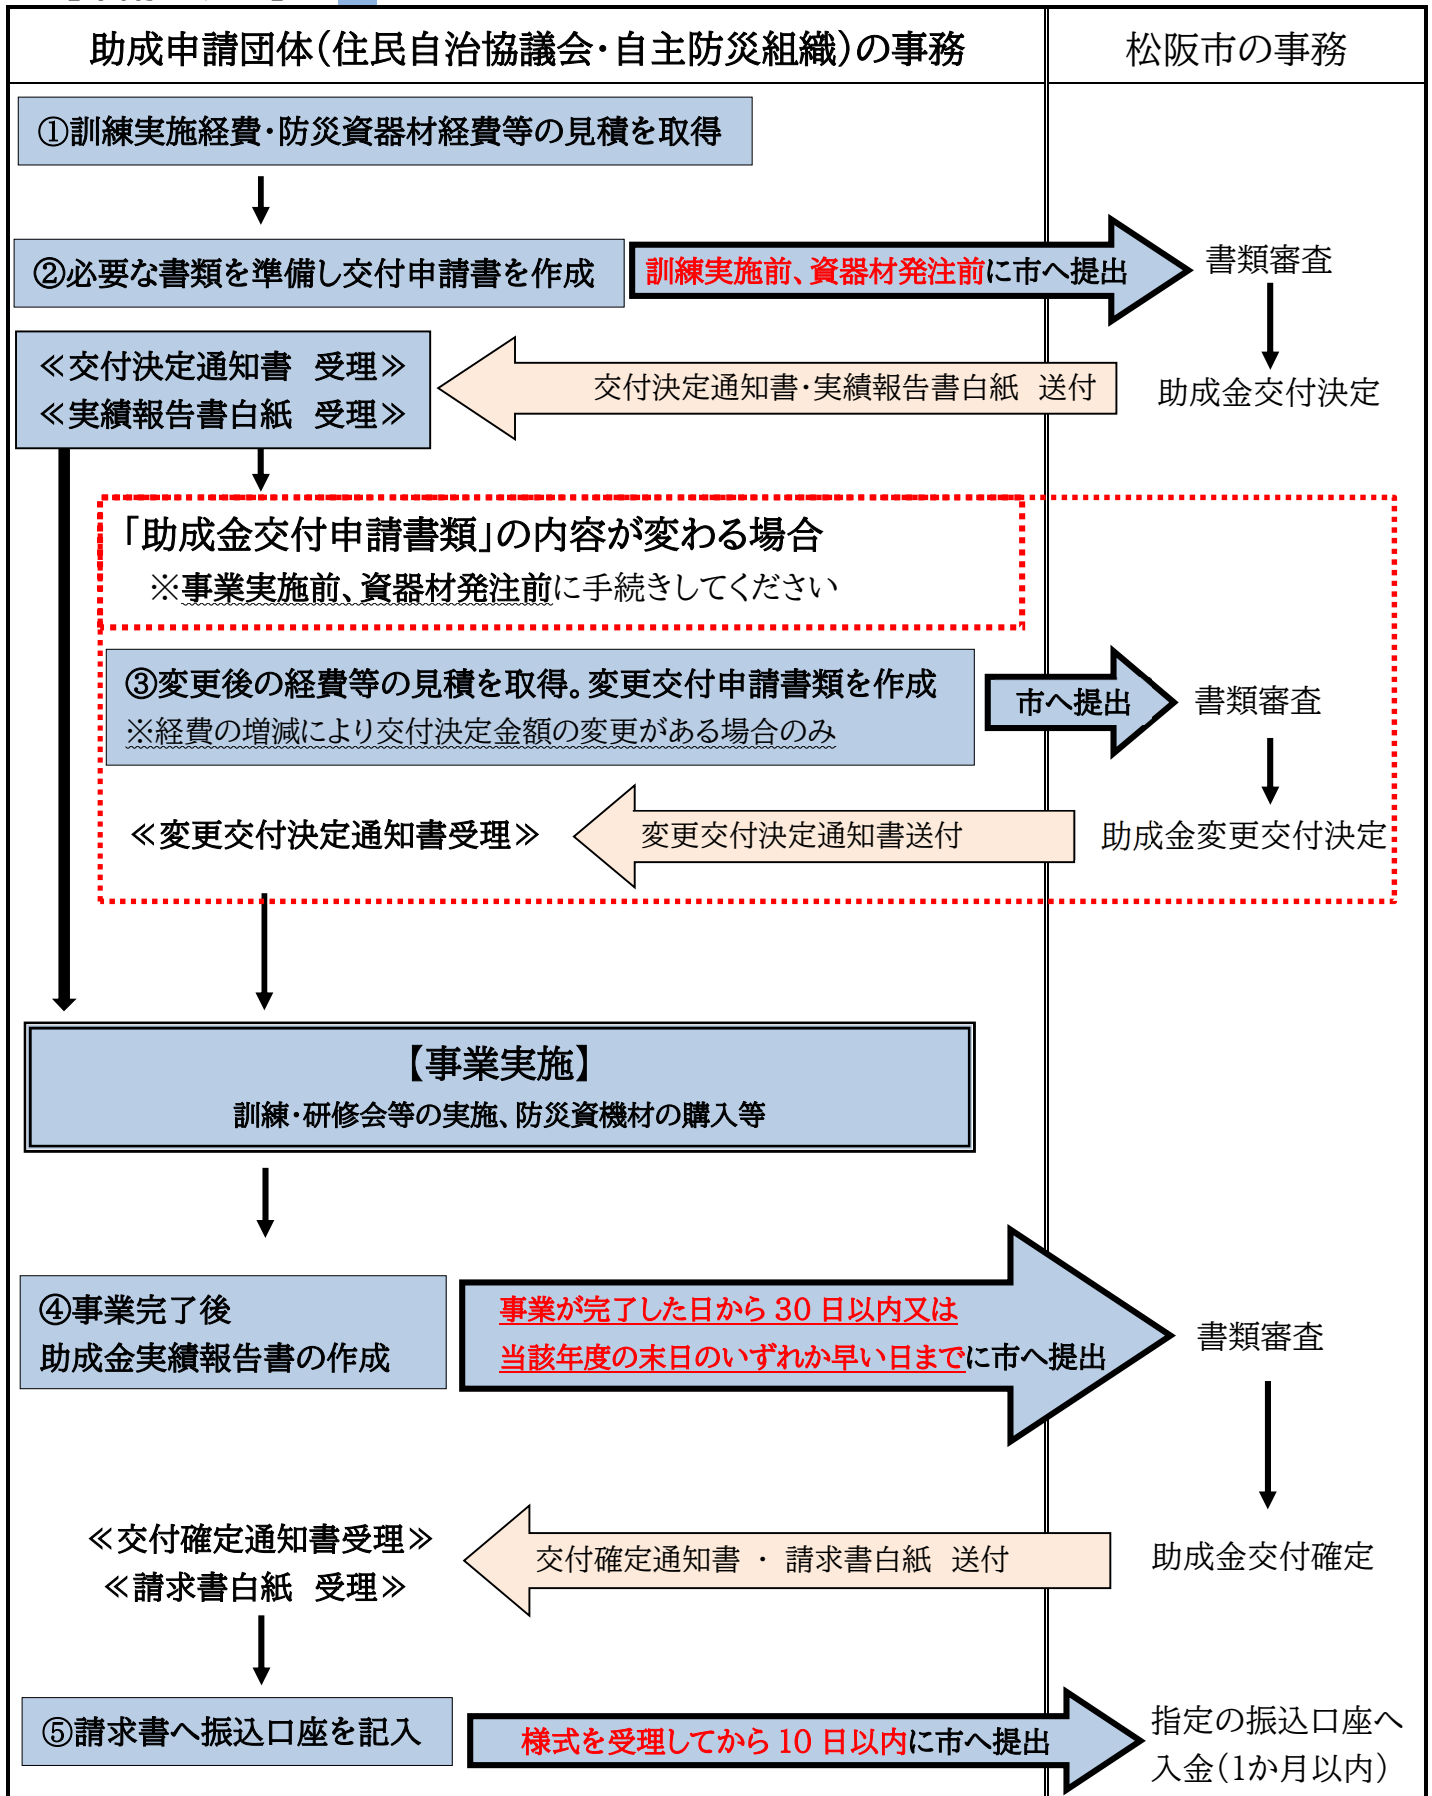 助成申請団体（住民自治協議会・自主防災組織）の事務
松阪市の事務
①訓練実施経費・防災資器材経費等の見積を取得
②必要な書類を準備し交付申請書を作成
訓練実施前、資器材発注前に市へ提出
書類審査
≪交付決定通知書　受理≫
≪実績報告書白紙　受理≫
交付決定通知書・実績報告書白紙　送付
助成金交付決定
「助成金交付申請書類」の内容が変わる場合
※事業実施前、資器材発注前に手続きしてください
③変更後の経費等の見積を取得。変更交付申請書類を作成
※経費の増減により交付決定金額の変更がある場合のみ
市へ提出
書類審査
≪変更交付決定通知書受理≫
変更交付決定通知書送付
助成金変更交付決定
【事業実施】
訓練・研修会等の実施、防災資機材の購入等
④事業完了後
助成金実績報告書の作成
事業が完了した日から 30 日以内又は
当該年度の末日のいずれか早い日までに市へ提出
書類審査
≪交付確定通知書受理≫
≪請求書白紙　受理≫
交付確定通知書 ・ 請求書白紙　送付
助成金交付確定
⑤請求書へ振込口座を記入
様式を受理してから 10 日以内に市へ提出
指定の振込口座へ
入金（1か月以内）